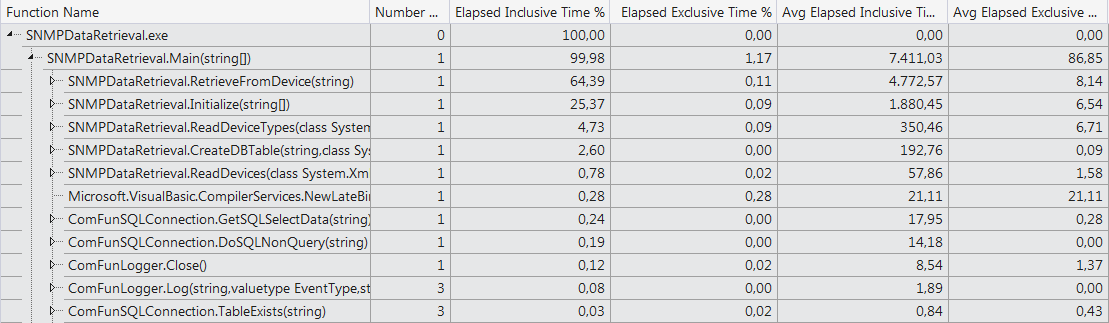 Function Name Number ... Elapsed Inclusive Time % Elapsed Exclusive Time % Avg Elapsed Inclusive Ti... Avg Elapsed Exclusive ...
SNMPDataRetrieval.exe 0 100,00 0,00 0,00 0,00
SNMPDataRetrieval.Main(string[]) 1 99,98 1,17 7.411,03 86,85
SNMPDataRetrieval.RetrieveFromDevice(string) 1 64,39 0,11 4.772,57 8,14
SNMPDataRetrieval.Initialize(string[]) 1 25,37 0,09 1.880,45 6,54
SNMPDataRetrieval.ReadDeviceTypes(class System 1 4,73 0,09 350,46 6,71
SNMPDataRetrieval.CreateDBTable(string,class Sy 1 2,60 0,00 192,76 0,09
SNMPDataRetrieval.ReadDevices(class System.Xm 1 0,78 0,02 57,86 1,58
Microsoft.VisualBasic.CompilerServices.NewLateBi 1 0,28 0,28 21,11 21,11
ComFunSQLConnection.GetSQLSelectData(string) 1 0,24 0,00 17,95 0,28
ComFunSQLConnection.DoSQLNonQuery(string) 1 0,19 0,00 14,18 0,00
ComFunLogger.Close() 1 0,12 0,02 8,54 1,37
ComFunLogger.Log(string,valuetype EventType,st 3 0,08 0,00 1,89 0,00
ComFunSQLConnection.TableExists(string) 3 0,03 0,02 0,84 0,43